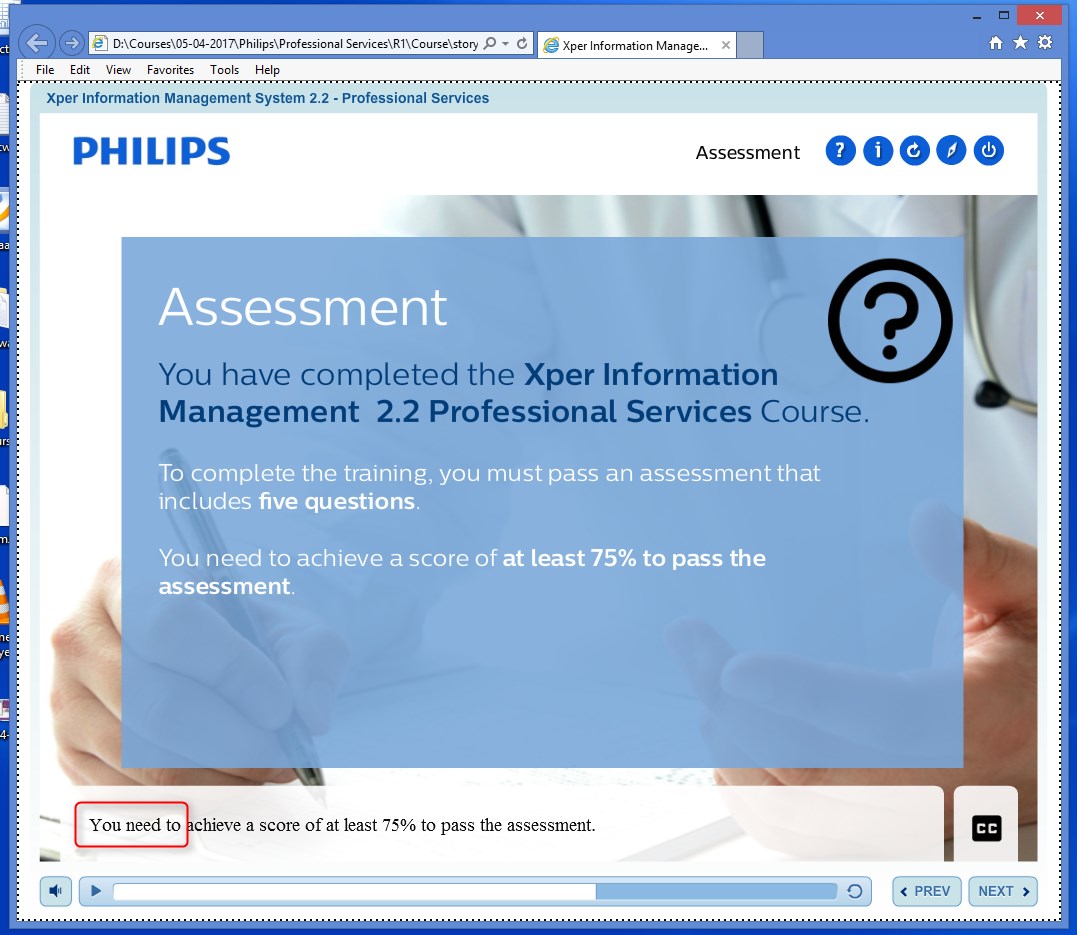 D:\Courses\05-04-2017\Philips\Professional Services\R1\Course\story
Xper Information Manage...
File Edit View Favorites Tools Help
Xper Information Management System 2.2 - Professional Services
PHILIPS
Assessment
Assessment
You have completed the Xper Information
Management 2.2 Professional Services Course.
To complete the training, you must pass an assessment that
includes five questions.
You need to achieve a score of at least 75% to pass the
assessment.
You need to achieve a score of at least 75% to pass the assessment.
CC
PREV
NEXT